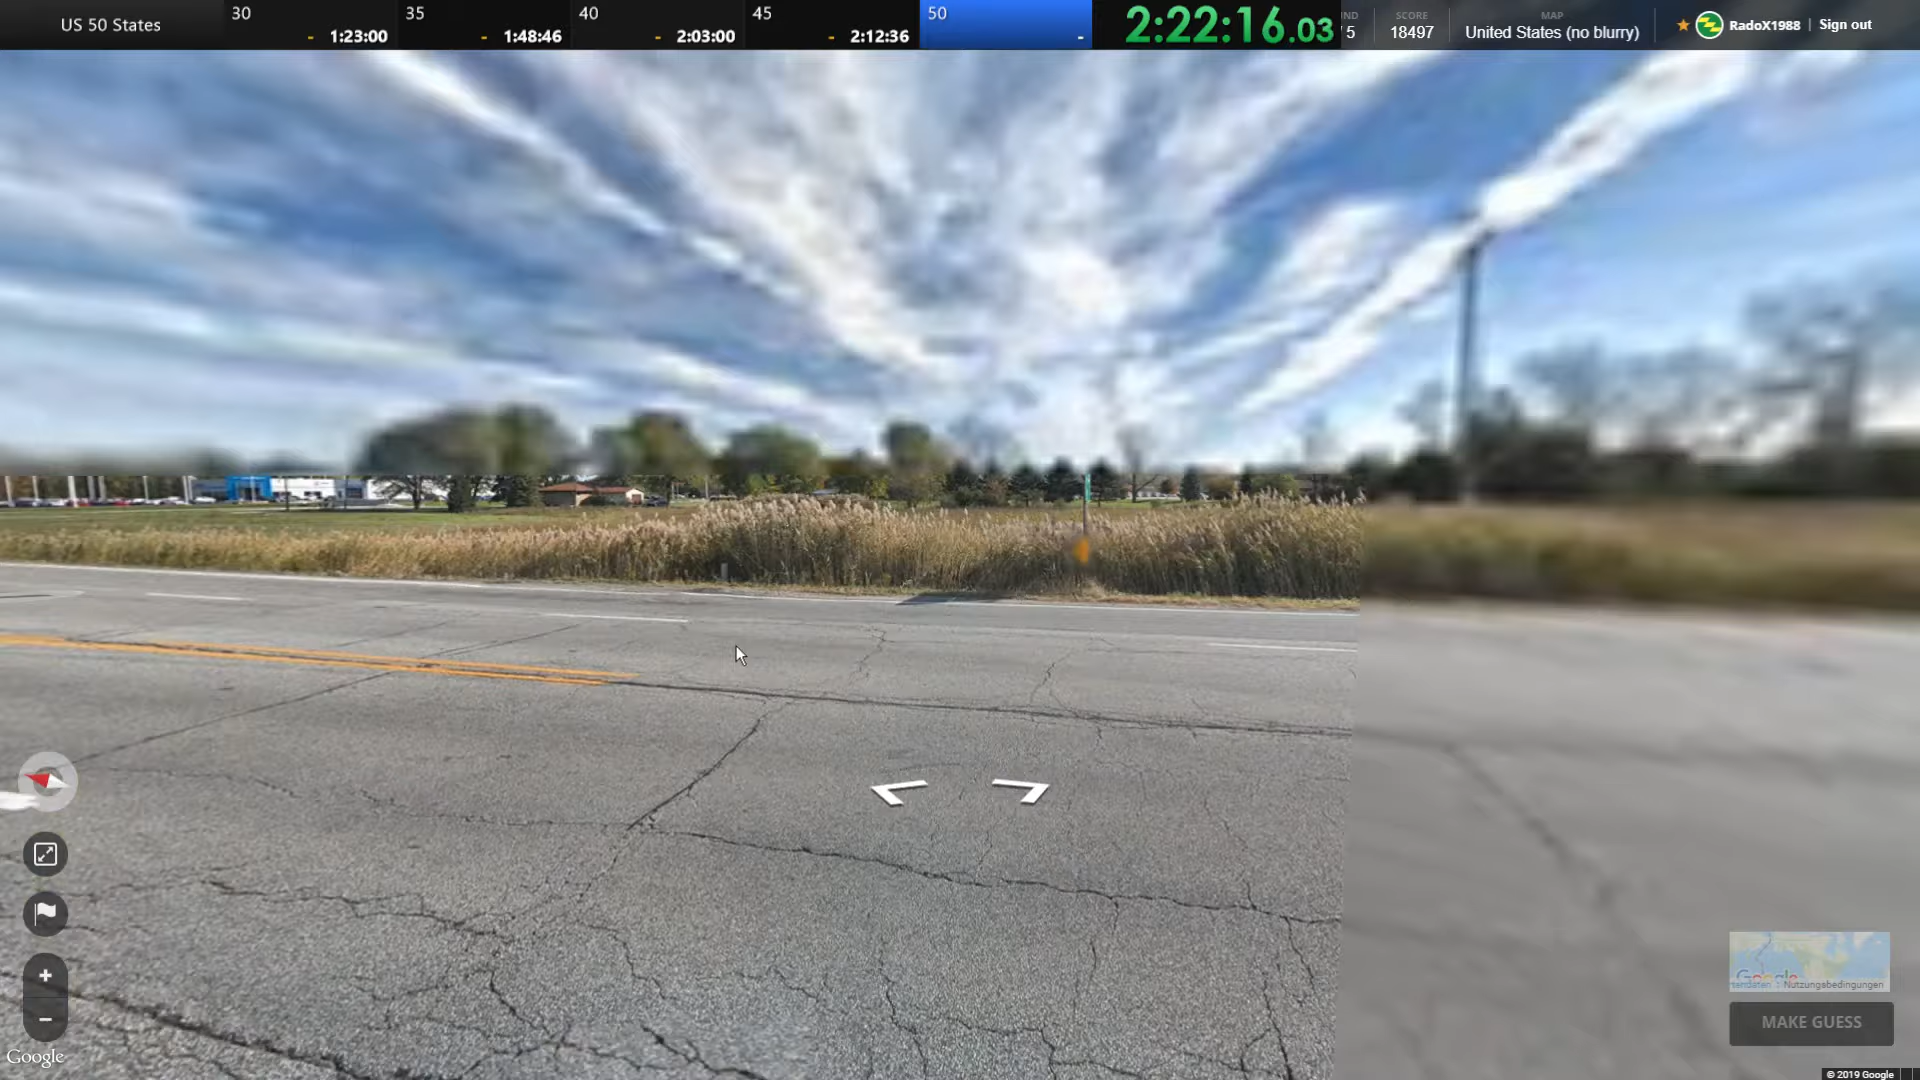 US 50 States
30
1:23:00
35
1:48:46
40
2:03:00
45
2:12:36
50
-
2:22:16.03
ND
5
SCORE
18497
MAP
United States (no blurry)
RadoX1988
Sign out
Google
Google
Nutzungsbedingungen
MAKE GUESS
© 2019 Google